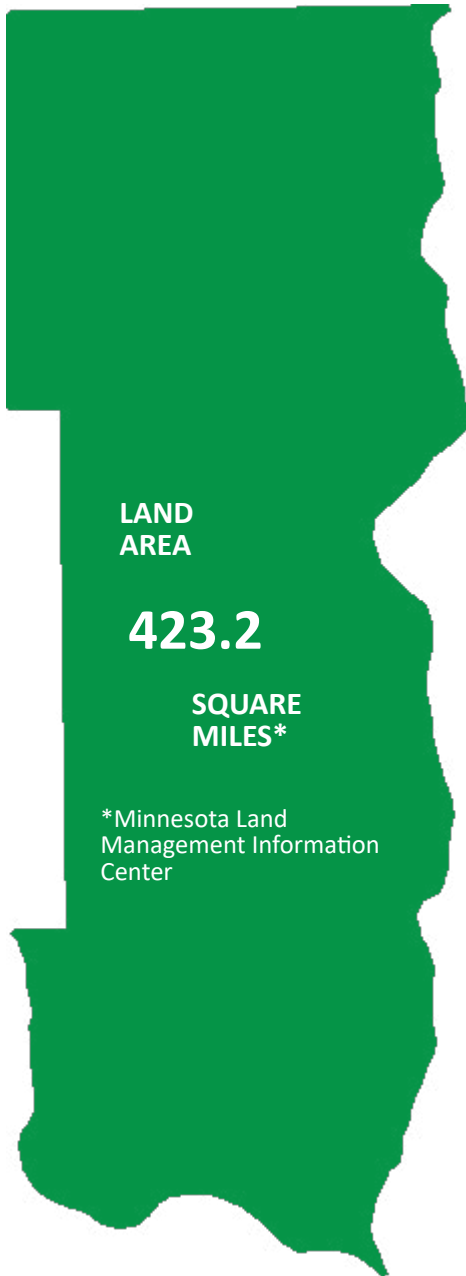 LAND
AREA
423.2
SQUARE
MILES*
*Minnesota Land
Management Information
Center